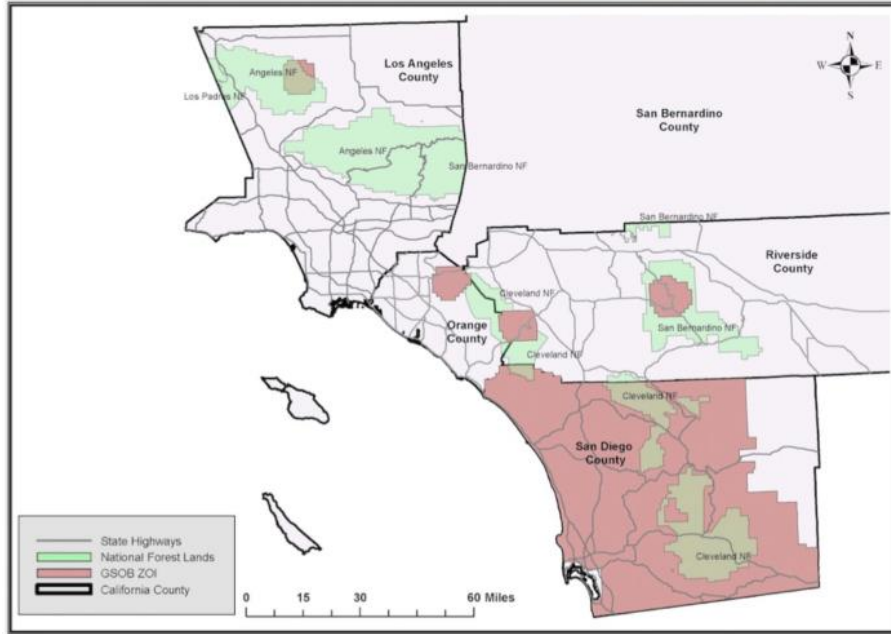 N
W E
S
Los Angeles
County
Angeles NF
Los Padres NF
San Bernardino
County
Angeles NF
San Bernardino NF
San Bernardino NF
Riverside
County
Cleveland NF
Orange
County
San Bernardino NF
Cleveland NF
Cleveland NF
San Diego
County
Cleveland NF
State Highways
National Forest Lands
GSOB ZOI
California County
0 15 30 60 Miles